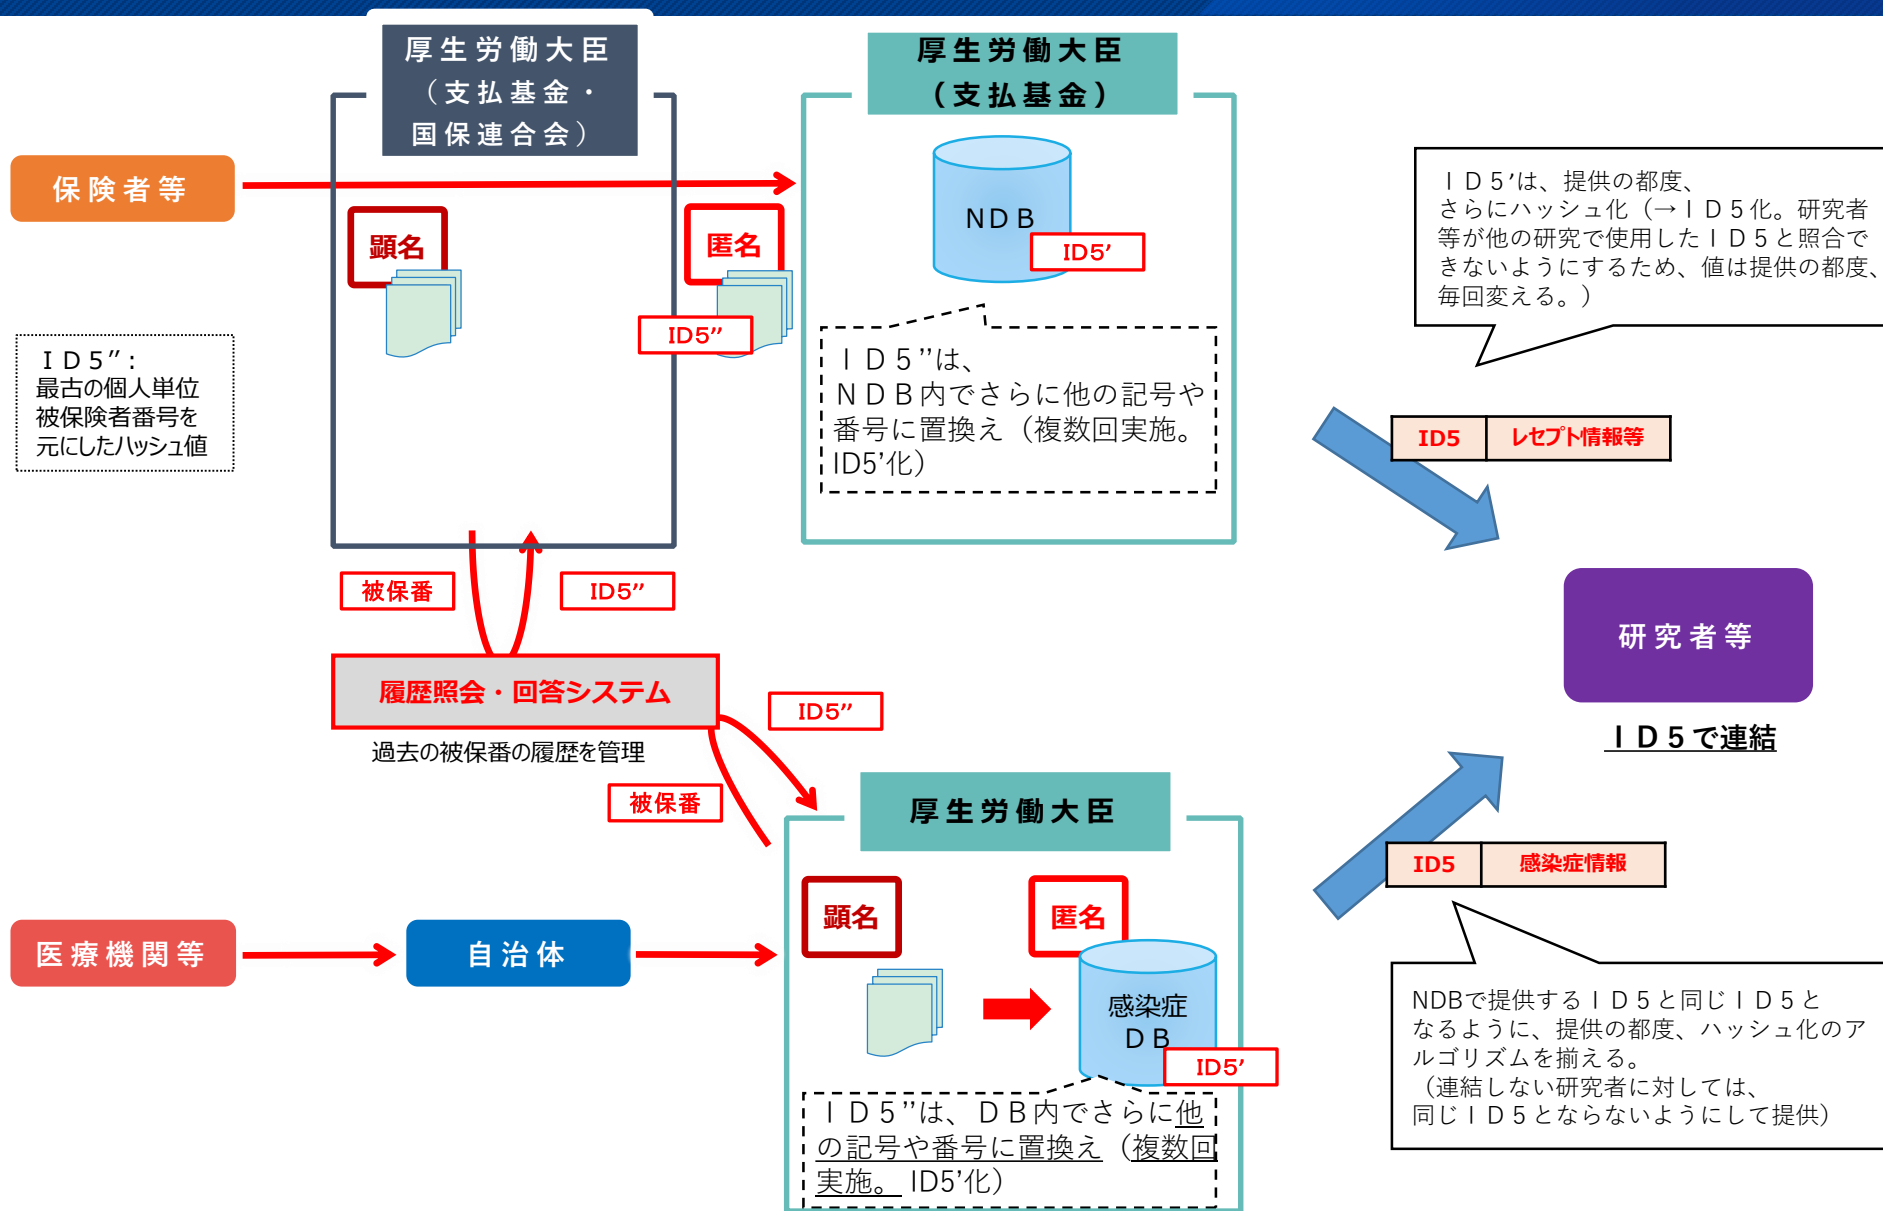 厚生労働大臣
（支払基金・
国保連合会）
厚生労働大臣
（支払基金）
保険者等
顕名
匿名
ID5’’
NDB
ID5’
ＩＤ５’’：
最古の個人単位
被保険者番号を
元にしたハッシュ値
ＩＤ５’’は、
ＮＤＢ内でさらに他の記号や
番号に置換え（複数回実施。
ID5’化）
ＩＤ５’は、提供の都度、
さらにハッシュ化（→ＩＤ５化。研究者
等が他の研究で使用したＩＤ５と照合で
きないようにするため、値は提供の都度、
毎回変える。）
ID5
レセプト情報等
被保番
ID5’’
履歴照会・回答システム
過去の被保番の履歴を管理
ID5’’
被保番
研究者等
ＩＤ５で連結
厚生労働大臣
医療機関等
自治体
顕名
匿名
感染症
ＤＢ
ID5’
ＩＤ５’’は、ＤＢ内でさらに他
の記号や番号に置換え（複数回
実施。ID5’化）
ID5
感染症情報
NDBで提供するＩＤ５と同じＩＤ５と
なるように、提供の都度、ハッシュ化のア
ルゴリズムを揃える。
（連結しない研究者に対しては、
同じＩＤ５とならないようにして提供）